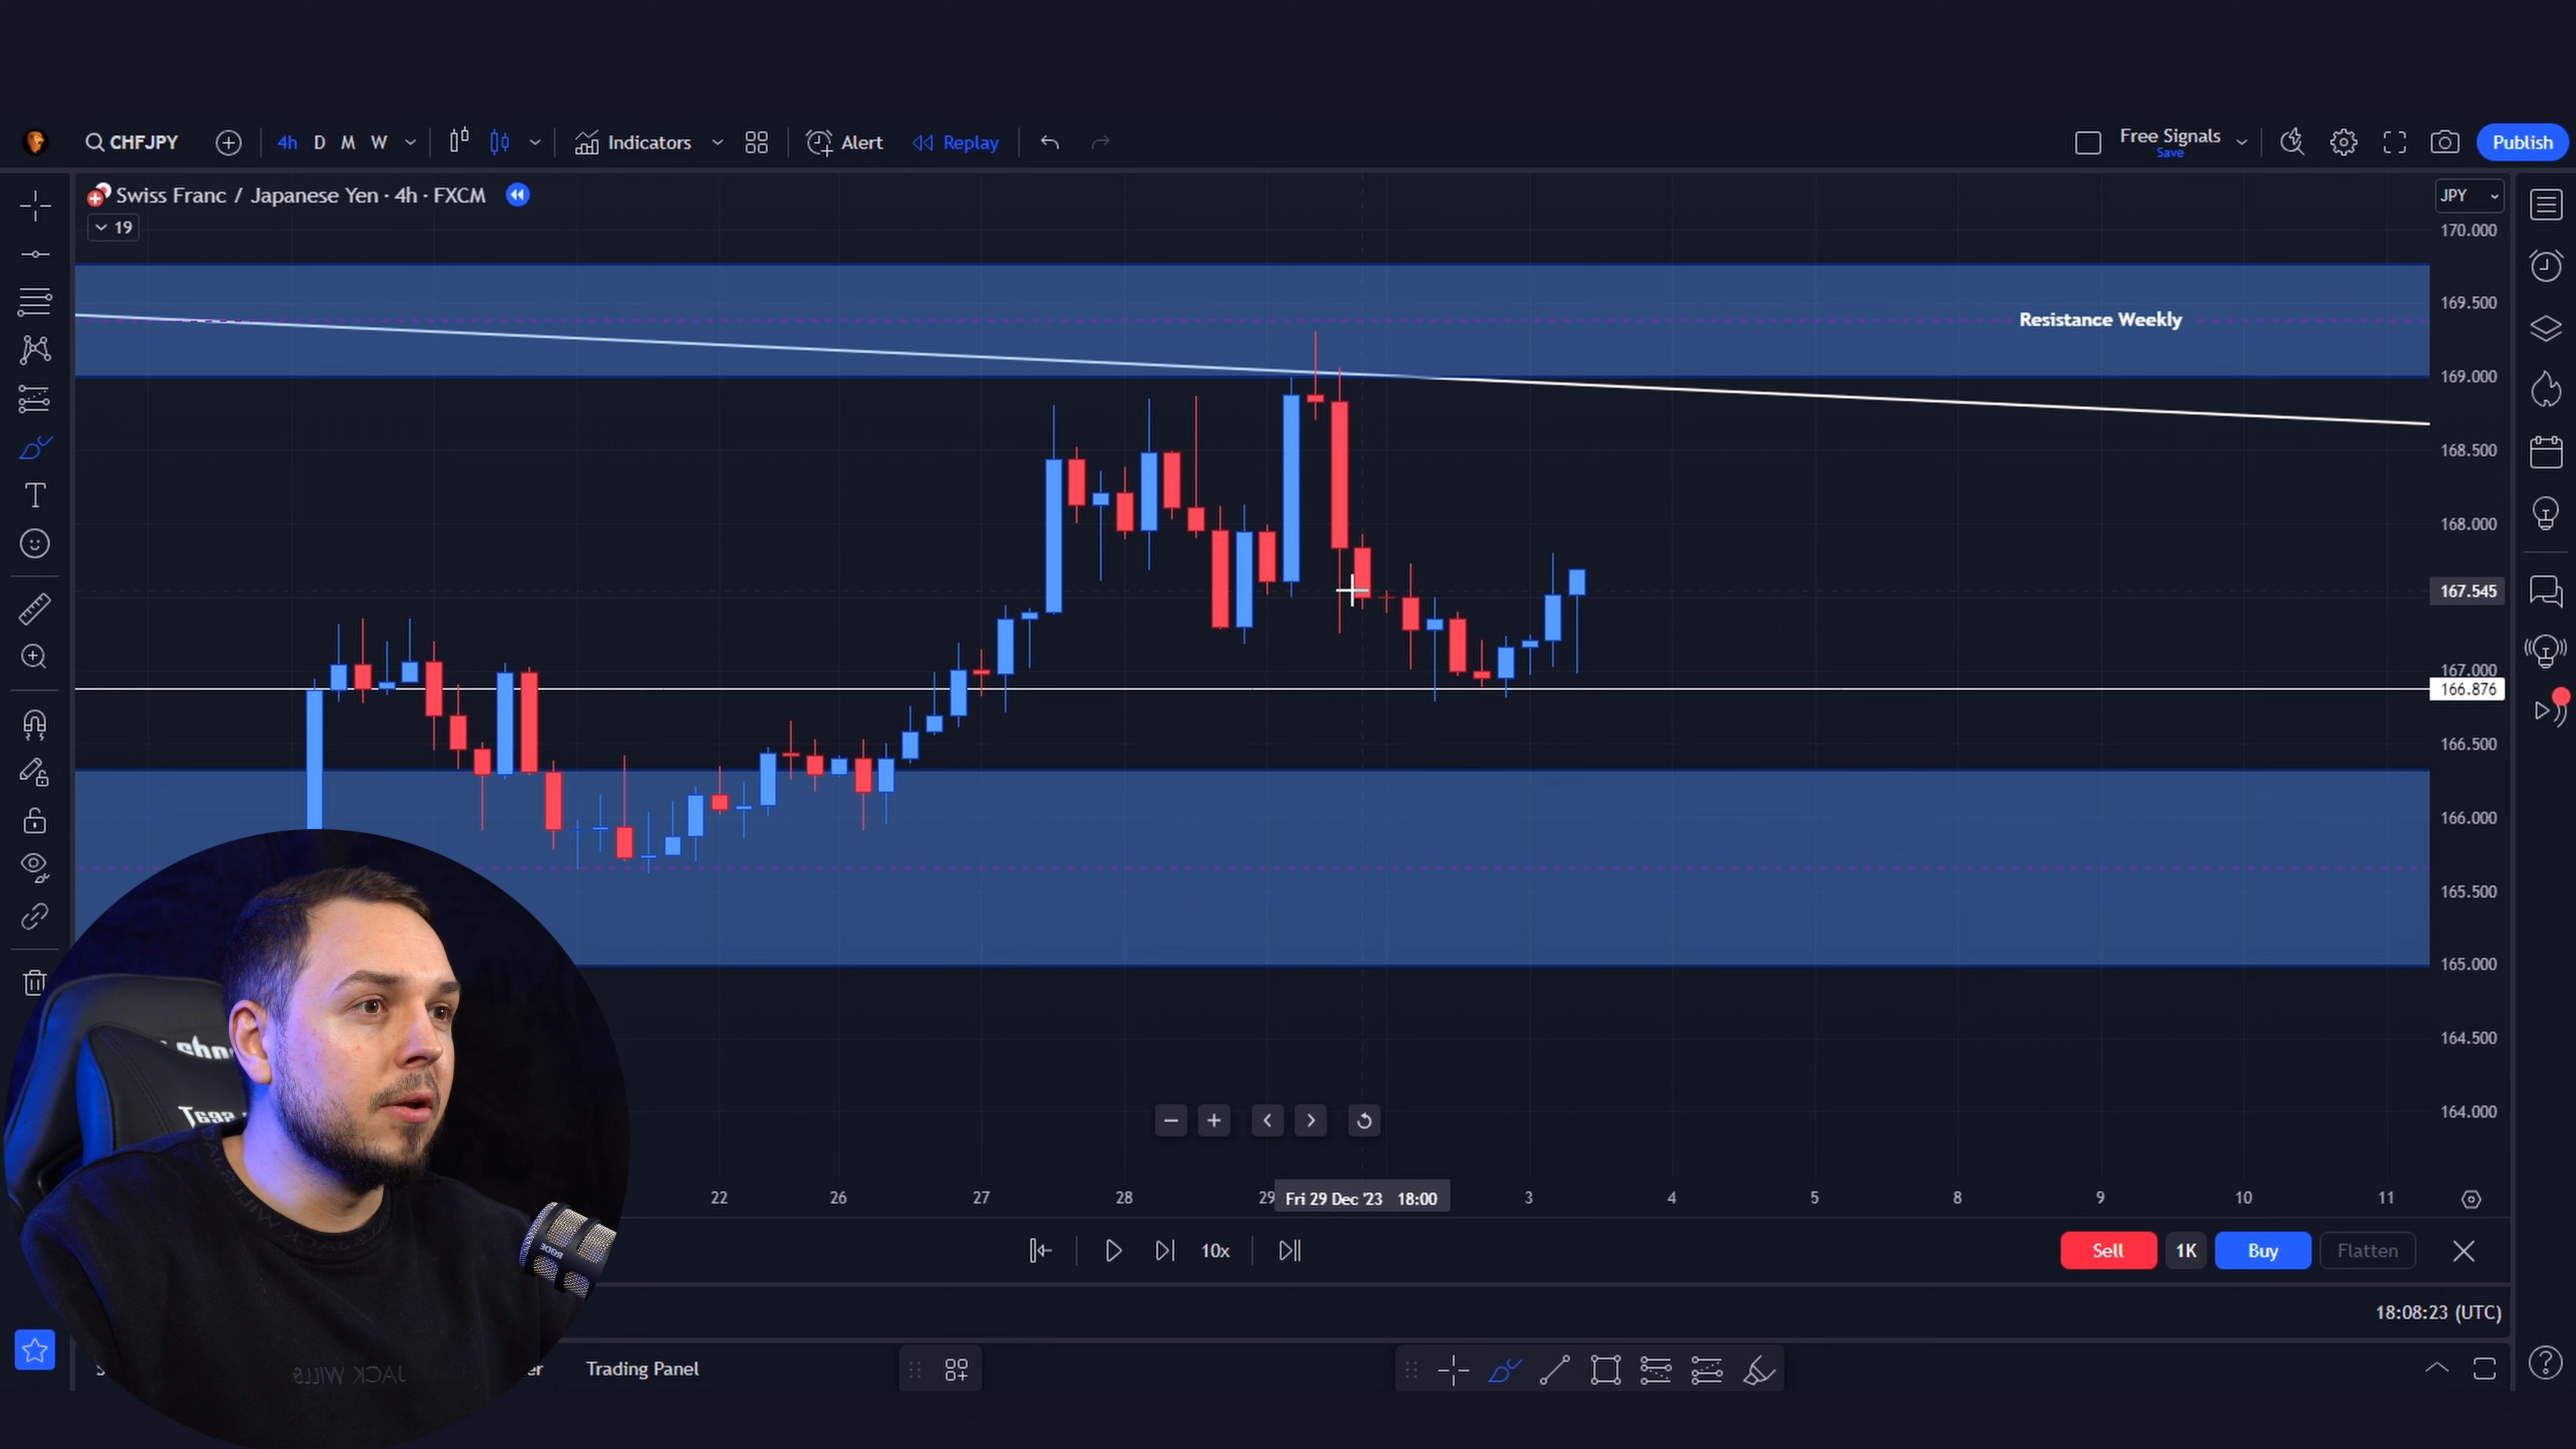 CHFJPY
4h D M W
Indicators
Alert
Replay
Free Signals
Save
Publish
Swiss Franc / Japanese Yen · 4h · FXCM
19
JPY
170.000
169.500
Resistance Weekly
169.000
168.500
168.000
167.545
167.000
166.876
166.500
166.000
165.500
165.000
164.500
164.000
22 26 27 28 29 Fri 29 Dec '23 18:00 3 4 5 8 9 10 11
10x
Sell 1K Buy Flatten
18:08:23 (UTC)
Trading Panel
RODE
JACK WILLS